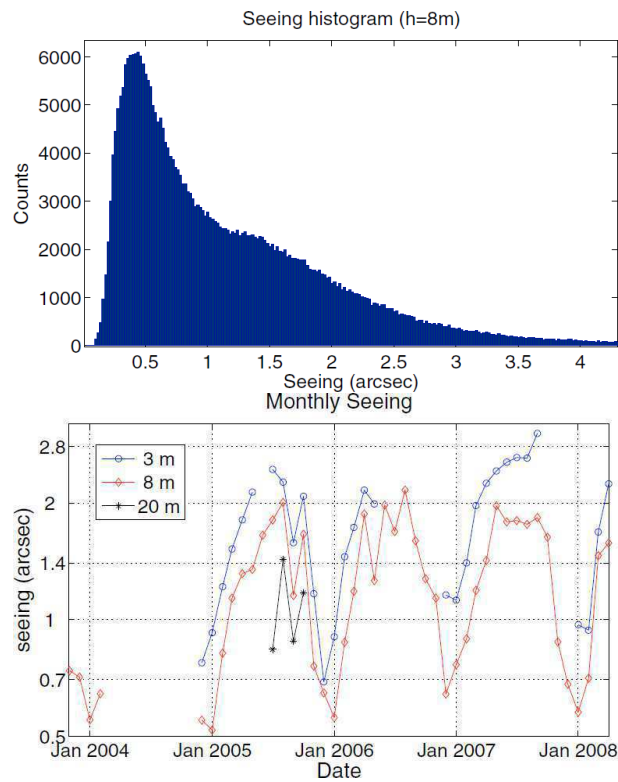 Seeing histogram (h=8m)
6000
5000
4000
3000
2000
1000
0
Counts
0.5 1 1.5 2 2.5 3 3.5 4
Seeing (arcsec)
Monthly Seeing
2.8
2
1.4
1
0.7
0.5
seeing (arcsec)
3 m
8 m
20 m
Jan 2004 Jan 2005 Jan 2006 Jan 2007 Jan 2008
Date